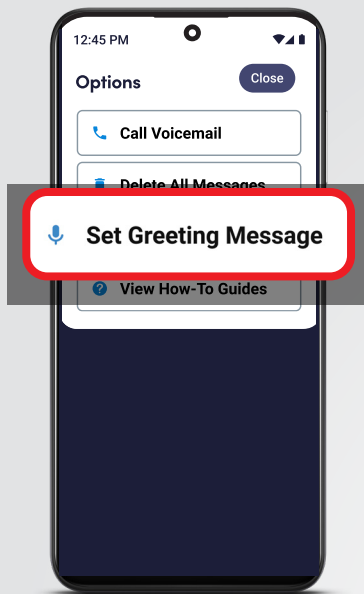 12:45 PM
Options
Close
Call Voicemail
Delete All Messages
Set Greeting Message
View How-To Guides